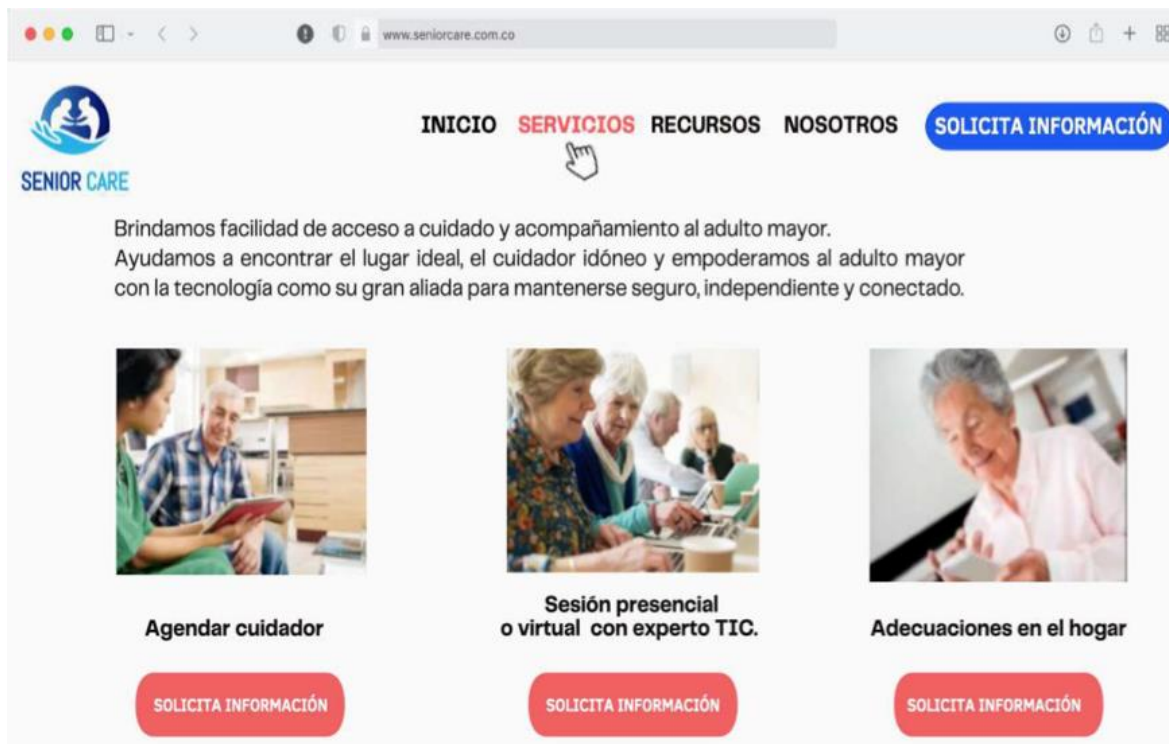 www.seniorcare.com.co
SENIOR CARE
INICIO SERVICIOS RECURSOS NOSOTROS SOLICITA INFORMACIÓN
Brindamos facilidad de acceso a cuidado y acompañamiento al adulto mayor.
Ayudamos a encontrar el lugar ideal, el cuidador idóneo y empoderamos al adulto mayor
con la tecnología como su gran aliada para mantenerse seguro, independiente y conectado.
Agendar cuidador
SOLICITA INFORMACIÓN
Sesión presencial
o virtual con experto TIC.
SOLICITA INFORMACIÓN
Adecuaciones en el hogar
SOLICITA INFORMACIÓN